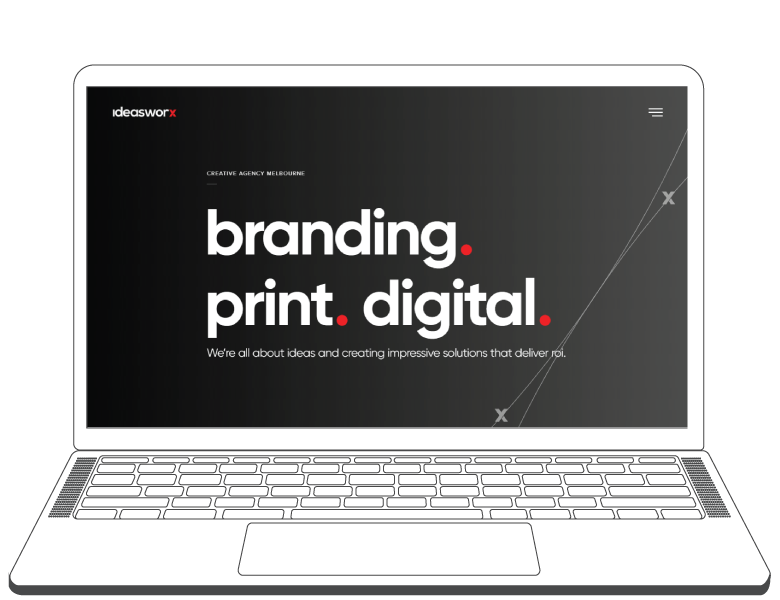 ideasworx
CREATIVE AGENCY MELBOURNE
branding.
print. digital.
We're all about ideas and creating impressive solutions that deliver roi.
x
x